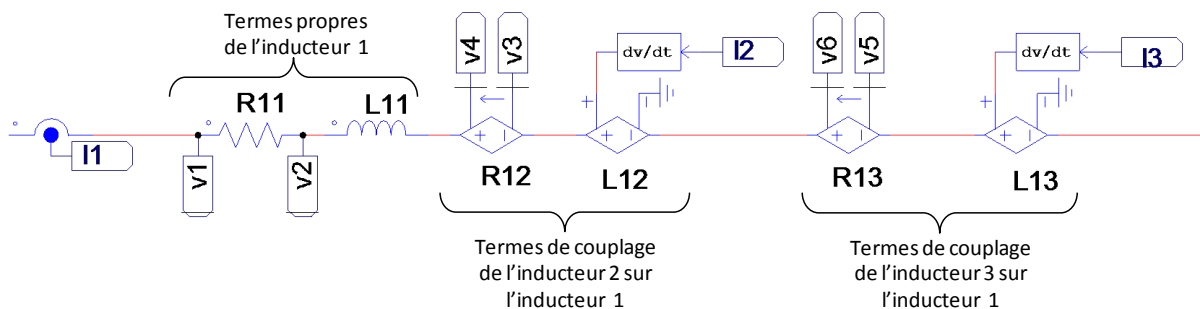 Termes propres
de l'inducteur 1
v4
v3
dv/dt
I2
v6
v5
dv/dt
I3
R11
L11
I1
v1
v2
R12
L12
R13
L13
Termes de couplage
de l'inducteur 2 sur
l'inducteur 1
Termes de couplage
de l'inducteur 3 sur
l'inducteur 1